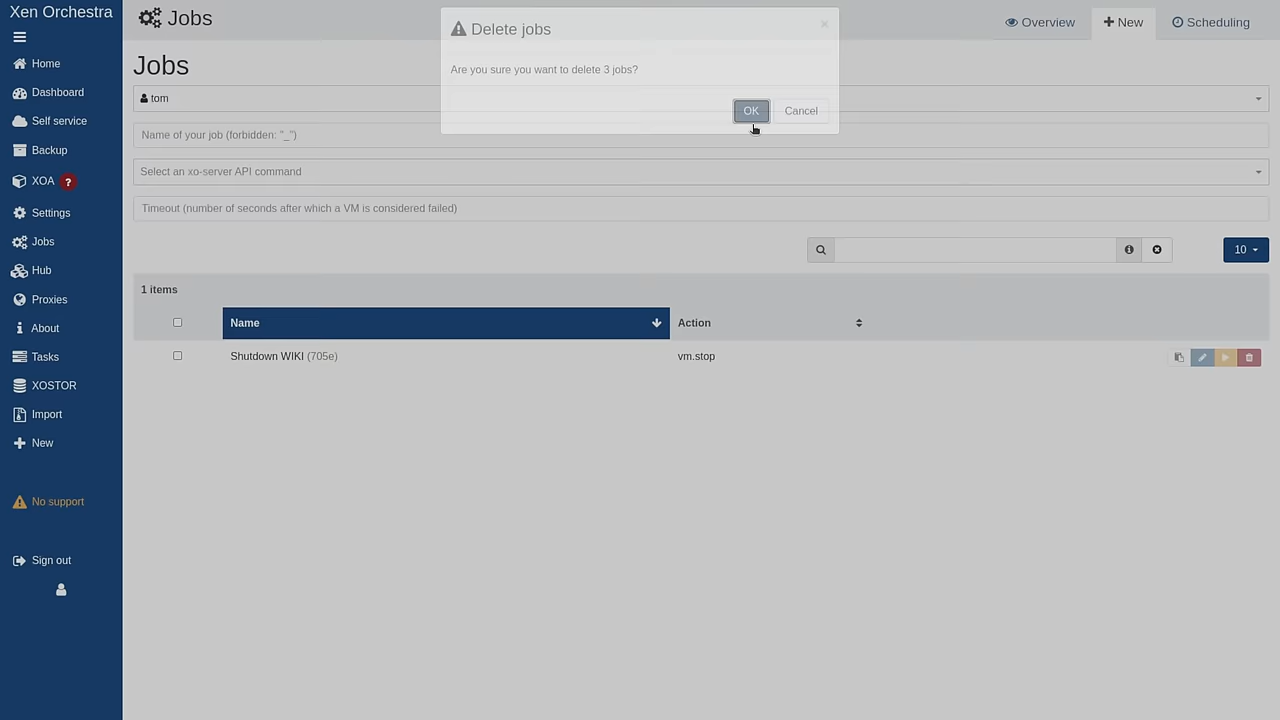 Xen Orchestra
Home
Dashboard
Self service
Backup
XOA ?
Settings
Jobs
Hub
Proxies
About
Tasks
XOSTOR
Import
New
No support
Sign out
Jobs
Overview
New
Scheduling
Delete jobs ×
Are you sure you want to delete 3 jobs?
OK Cancel
Jobs
tom
Name of your job (forbidden: "_")
Select an xo-server API command
Timeout (number of seconds after which a VM is considered failed)
10
1 items
Name Action
Shutdown WIKI (705e) vm.stop